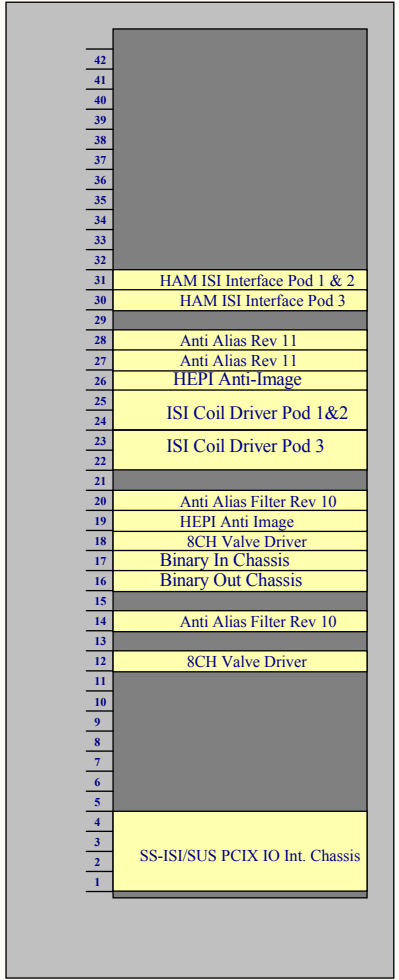 42
41
40
39
38
37
36
35
34
33
32
31 HAM ISI Interface Pod 1 & 2
30 HAM ISI Interface Pod 3
29
28 Anti Alias Rev 11
27 Anti Alias Rev 11
26 HEPI Anti-Image
25
ISI Coil Driver Pod 1&2
24
23
ISI Coil Driver Pod 3
22
21
20 Anti Alias Filter Rev 10
19 HEPI Anti Image
18 8CH Valve Driver
17 Binary In Chassis
16 Binary Out Chassis
15
14 Anti Alias Filter Rev 10
13
12 8CH Valve Driver
11
10
9
8
7
6
5
4
3
SS-ISI/SUS PCIX IO Int. Chassis
2
1